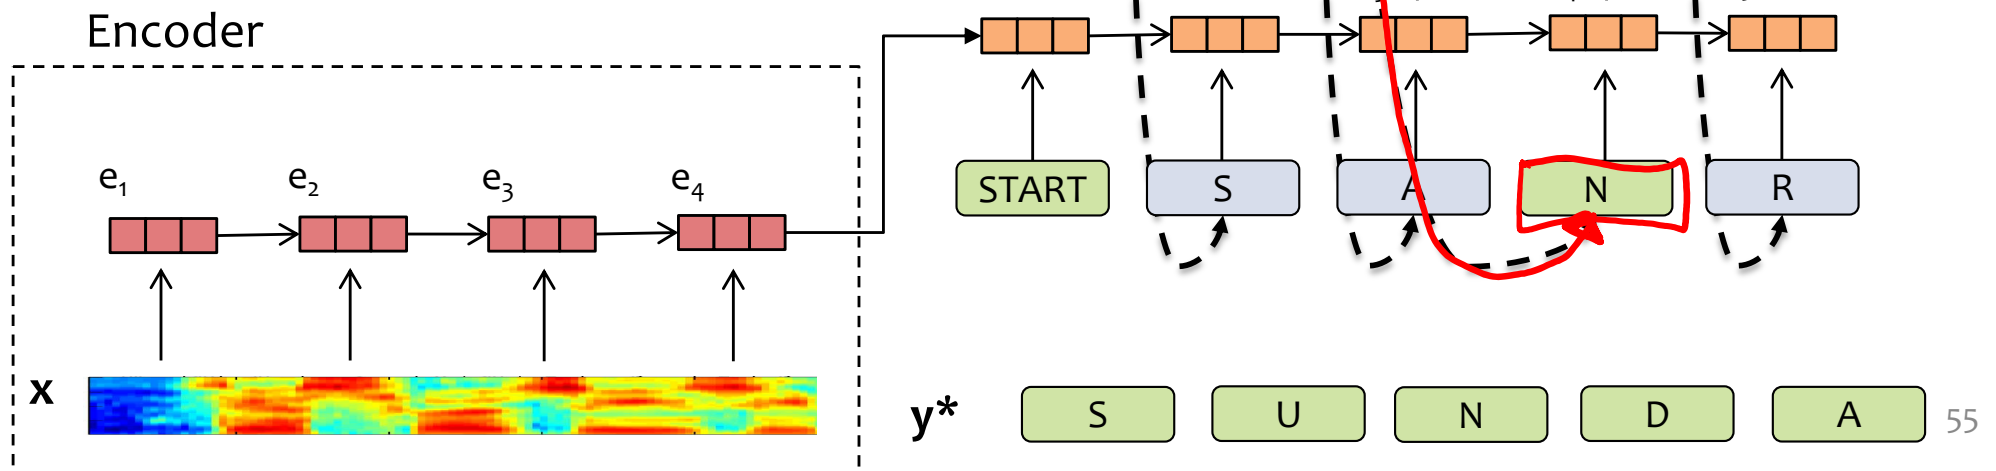 Encoder
e₁ e₂ e₃ e₄
START S A N R
x
y* S U N D A
55